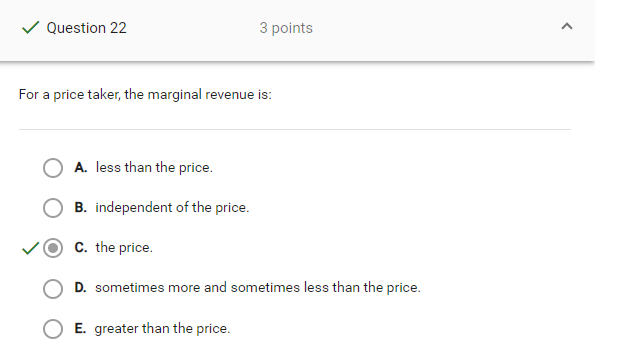 Question 22 3 points
For a price taker, the marginal revenue is:
A. less than the price.
B. independent of the price.
C. the price.
D. sometimes more and sometimes less than the price.
E. greater than the price.